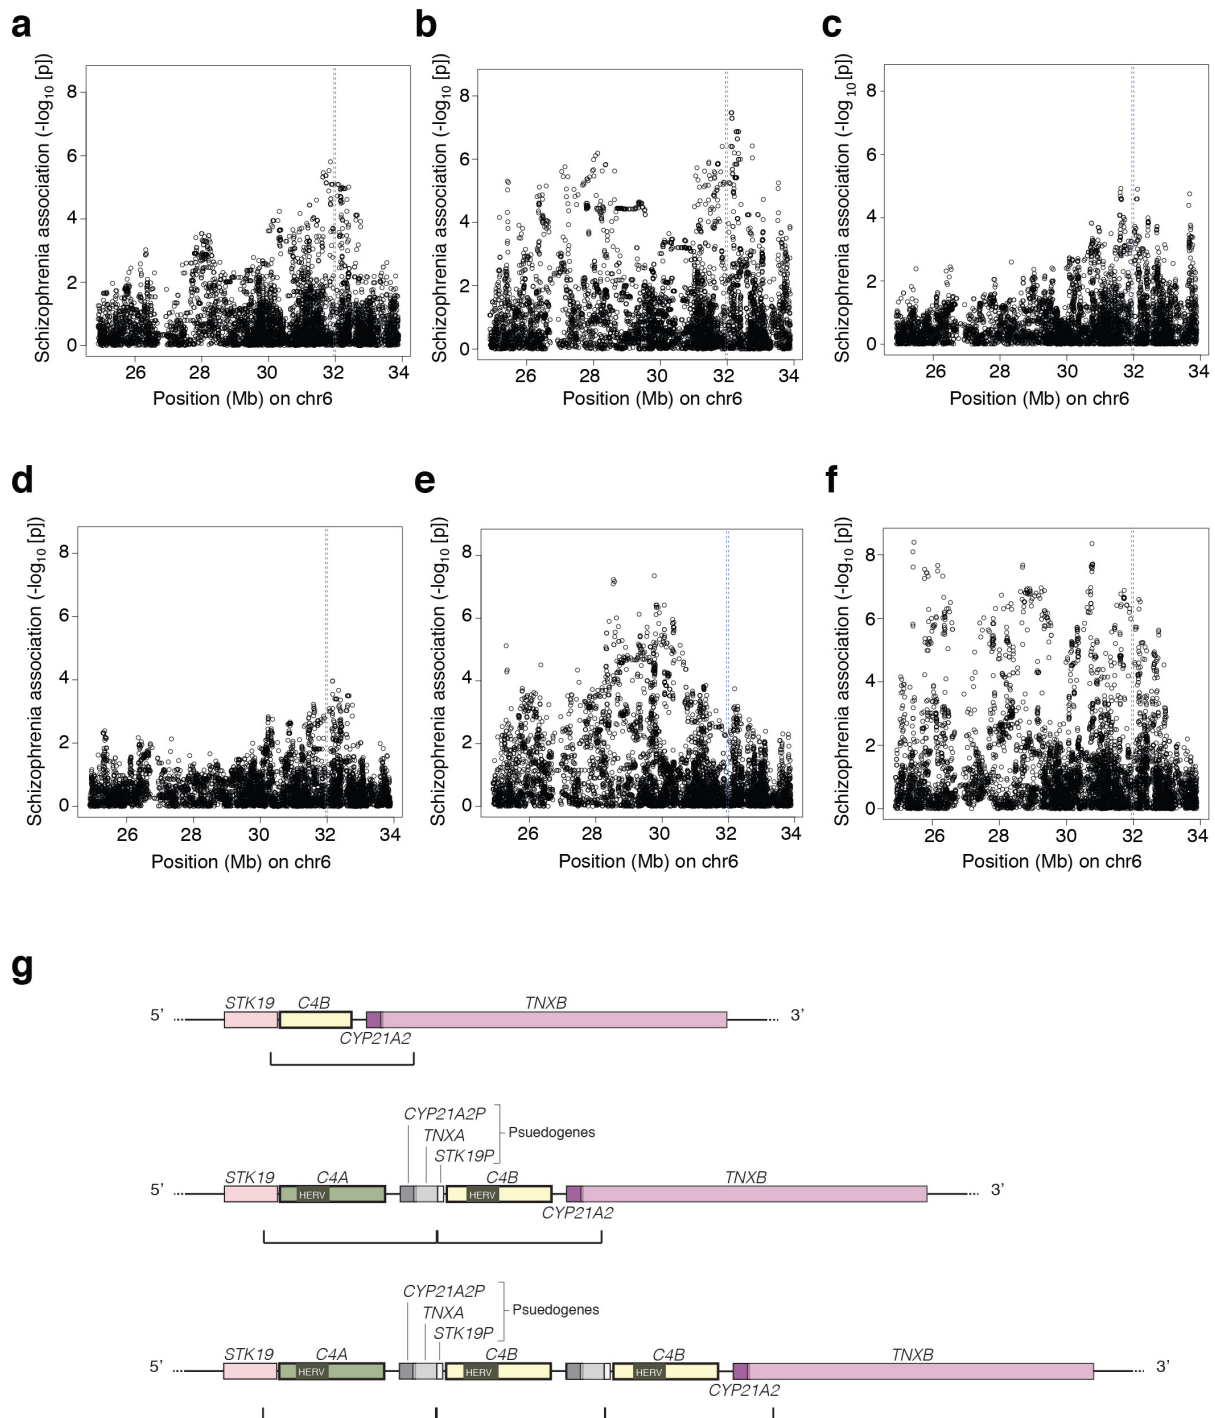 a b c
Schizophrenia association (-log10 [p])
8
6
4
2
0
26 28 30 32 34
Position (Mb) on chr6
Schizophrenia association (-log10 [p])
8
6
4
2
0
26 28 30 32 34
Position (Mb) on chr6
Schizophrenia association (-log10 [p])
8
6
4
2
0
26 28 30 32 34
Position (Mb) on chr6
d e f
Schizophrenia association (-log10 [p])
8
6
4
2
0
26 28 30 32 34
Position (Mb) on chr6
Schizophrenia association (-log10 [p])
8
6
4
2
0
26 28 30 32 34
Position (Mb) on chr6
Schizophrenia association (-log10 [p])
8
6
4
2
0
26 28 30 32 34
Position (Mb) on chr6
g
STK19 C4B TNXB
5' 3'
CYP21A2
CYP21A2P
TNXA Psuedogenes
STK19P
STK19 C4A C4B TNXB
5' HERV HERV 3'
CYP21A2
CYP21A2P
TNXA Psuedogenes
STK19P
STK19 C4A C4B C4B TNXB
5' HERV HERV HERV 3'
CYP21A2